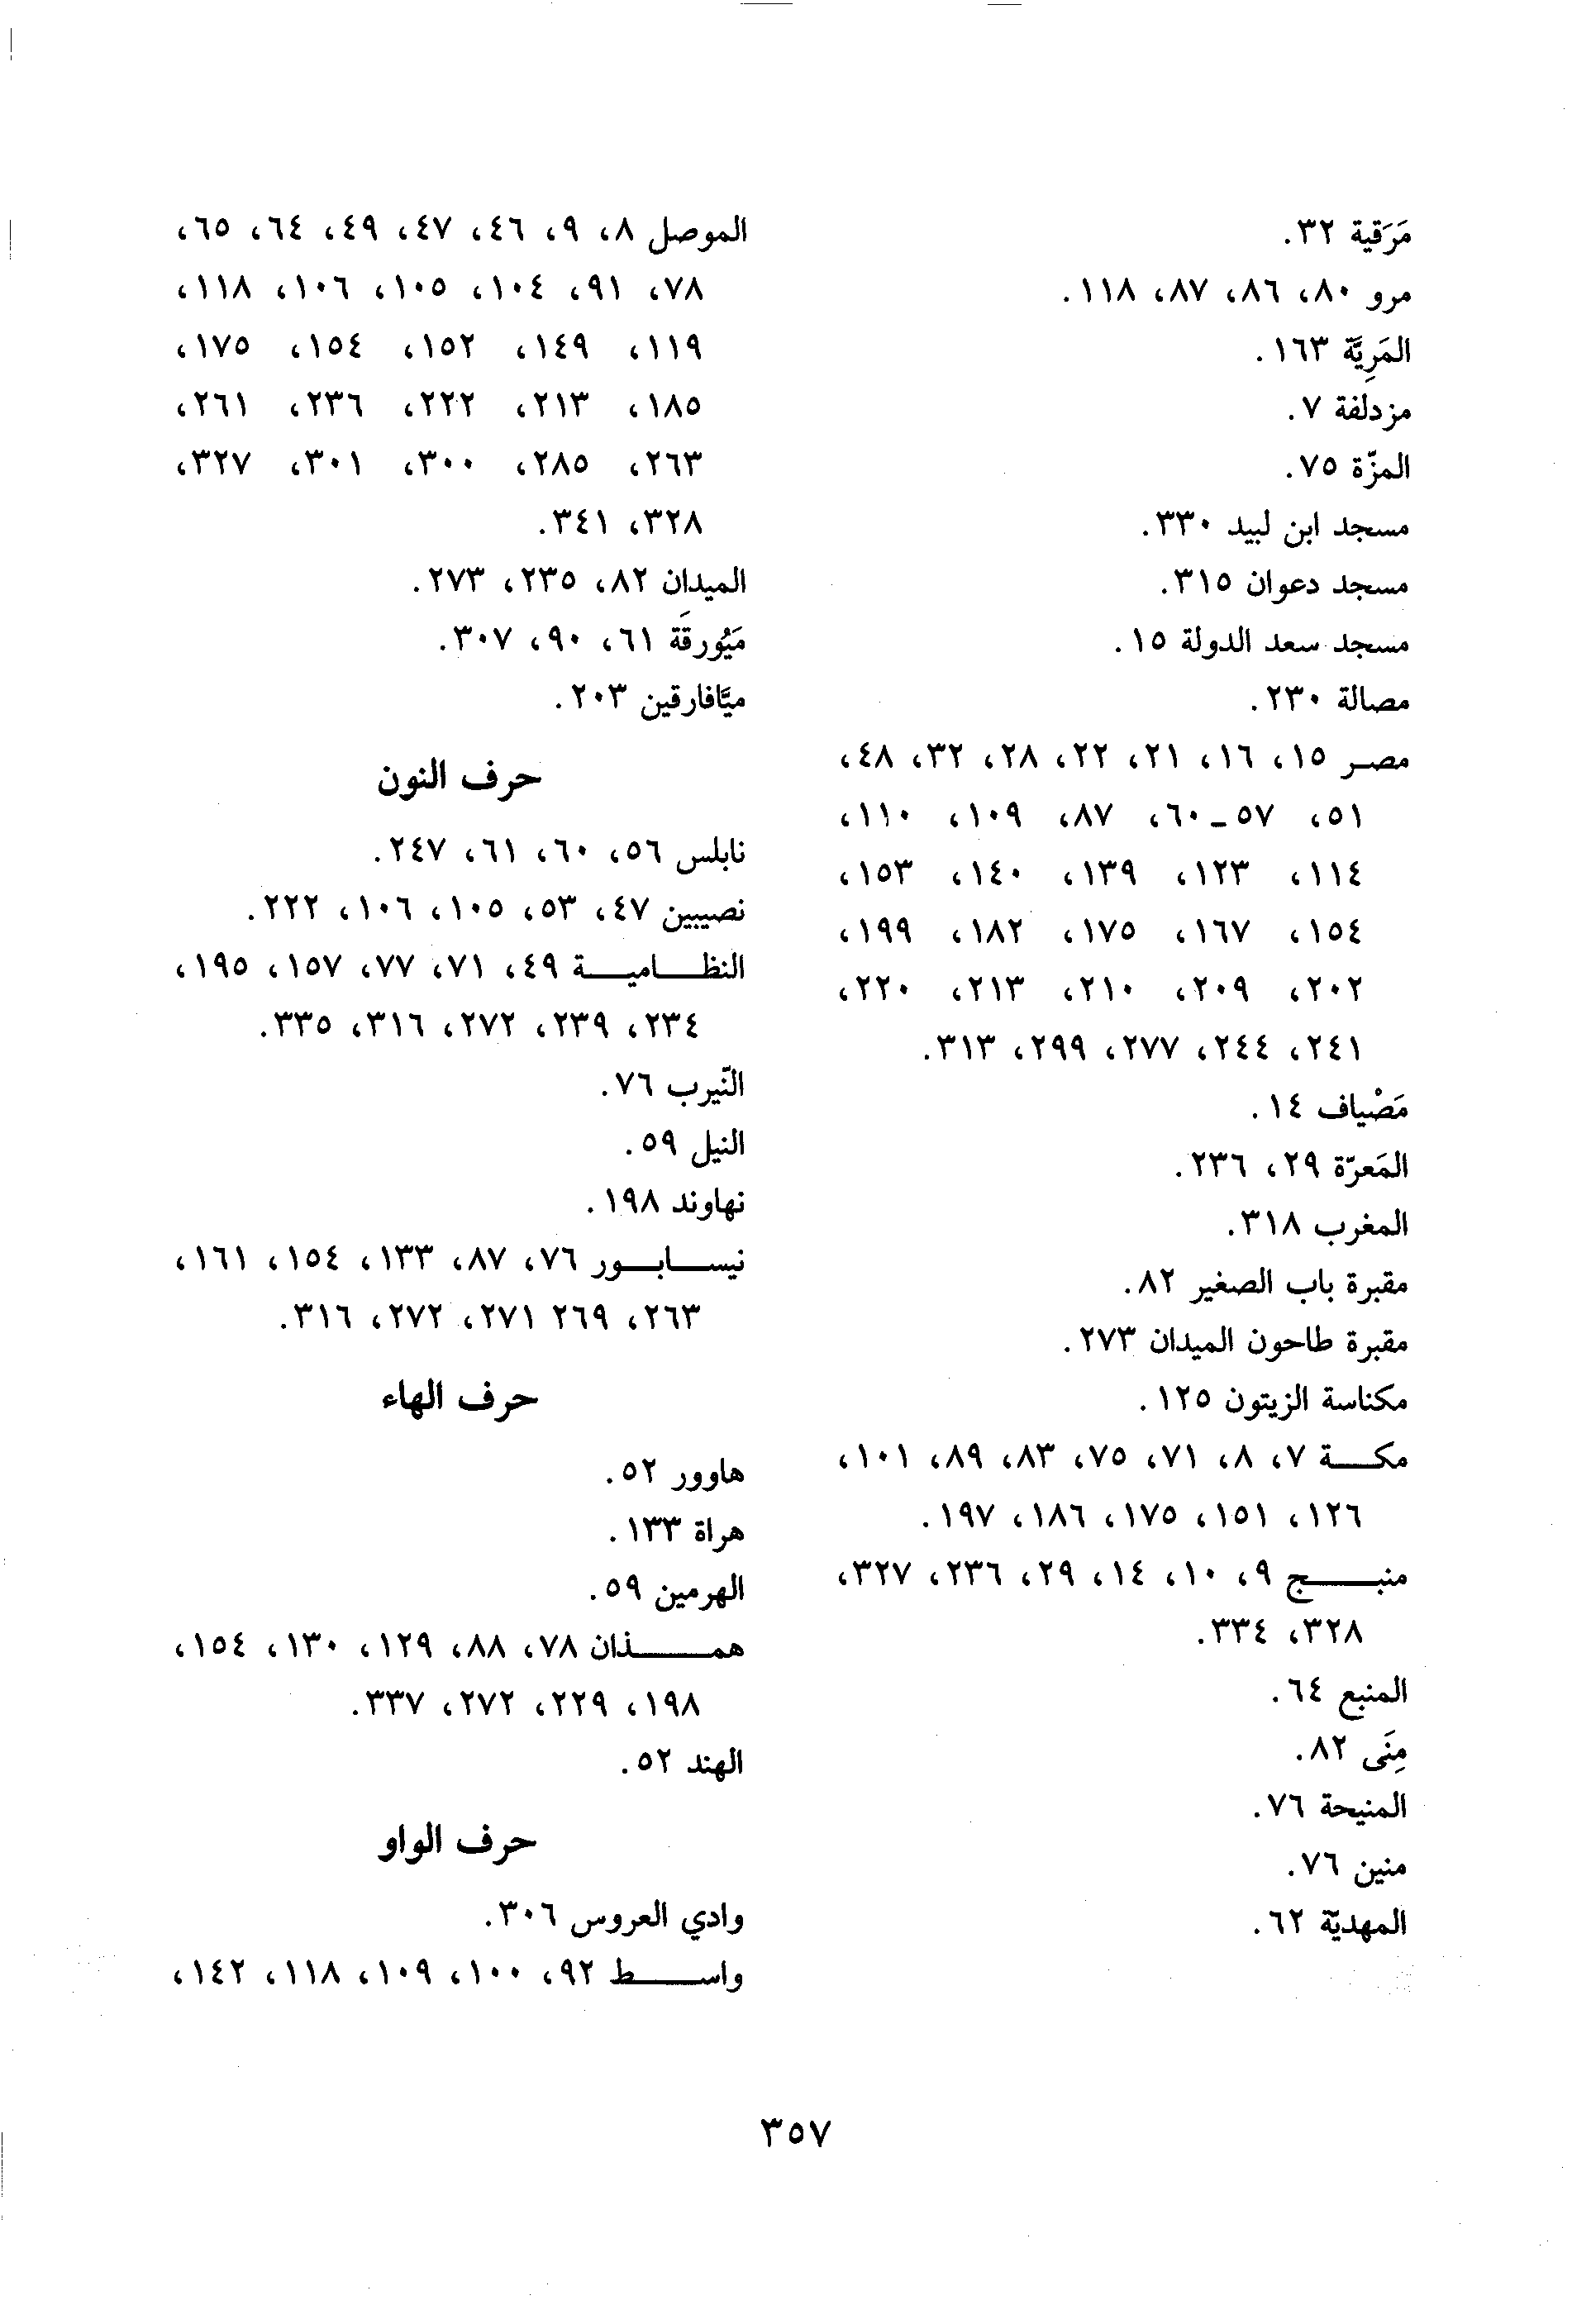 مَرَقية ٣٢.
مرو ٨٠، ٨٦، ٨٧، ١١٨.
المَرِيَّة ١٦٣.
مزدلفة ٧.
المزّة ٧٥.
مسجد ابن لبيد ٣٣٠.
مسجد دعوان ٣١٥.
مسجد سعد الدولة ١٥.
مصالة ٢٣٠.
مصر ١٥، ١٦، ٢١، ٢٢، ٢٨، ٣٢، ٤٨،
٥١، ٥٧ - ٦٠، ٨٧، ١٠٩، ١١٠،
١١٤، ١٢٣، ١٣٩، ١٤٠، ١٥٣،
١٥٤، ١٦٧، ١٧٥، ١٨٢، ١٩٩،
٢٠٢، ٢٠٩، ٢١٠، ٢١٣، ٢٢٠،
٢٤١، ٢٤٤، ٢٧٧، ٢٩٩، ٣١٣.
مَصْياف ١٤.
المَعرّة ٢٩، ٢٣٦.
المغرب ٣١٨.
مقبرة باب الصغير ٨٢.
مقبرة طاحون الميدان ٢٧٣.
مكناسة الزيتون ١٢٥.
مكـــة ٧، ٨، ٧١، ٧٥، ٨٣، ٨٩، ١٠١،
١٢٦، ١٥١، ١٧٥، ١٨٦، ١٩٧.
منبـــج ٩، ١٠، ١٤، ٢٩، ٢٣٦، ٣٢٧،
٣٢٨، ٣٣٤.
المنبع ٦٤.
مِنَى ٨٢.
المنيحة ٧٦.
منين ٧٦.
المهديّة ٦٢.
الموصل ٨، ٩، ٤٦، ٤٧، ٤٩، ٦٤، ٦٥،
٧٨، ٩١، ١٠٤، ١٠٥، ١٠٦، ١١٨،
١١٩، ١٤٩، ١٥٢، ١٥٤، ١٧٥،
١٨٥، ٢١٣، ٢٢٢، ٢٣٦، ٢٦١،
٢٦٣، ٢٨٥، ٣٠٠، ٣٠١، ٣٢٧،
٣٢٨، ٣٤١.
الميدان ٨٢، ٢٣٥، ٢٧٣.
مَيُورقَة ٦١، ٩٠، ٣٠٧.
ميَّافارقين ٢٠٣.
حرف النون
نابلس ٥٦، ٦٠، ٦١، ٢٤٧.
نصيبين ٤٧، ٥٣، ١٠٥، ١٠٦، ٢٢٢.
النظـــاميـــة ٤٩، ٧١، ٧٧، ١٥٧، ١٩٥،
٢٣٤، ٢٣٩، ٢٧٢، ٣١٦، ٣٣٥.
النّيرب ٧٦.
النيل ٥٩.
نهاوند ١٩٨.
نيســـابـــور ٧٦، ٨٧، ١٣٣، ١٥٤، ١٦١،
٢٦٣، ٢٦٩ ٢٧١، ٢٧٢، ٣١٦.
حرف الهاء
هاوور ٥٢.
هراة ١٣٣.
الهرمين ٥٩.
همـــذان ٧٨، ٨٨، ١٢٩، ١٣٠، ١٥٤،
١٩٨، ٢٢٩، ٢٧٢، ٣٣٧.
الهند ٥٢.
حرف الواو
وادي العروس ٣٠٦.
واســـط ٩٢، ١٠٠، ١٠٩، ١١٨، ١٤٢،
٣٥٧